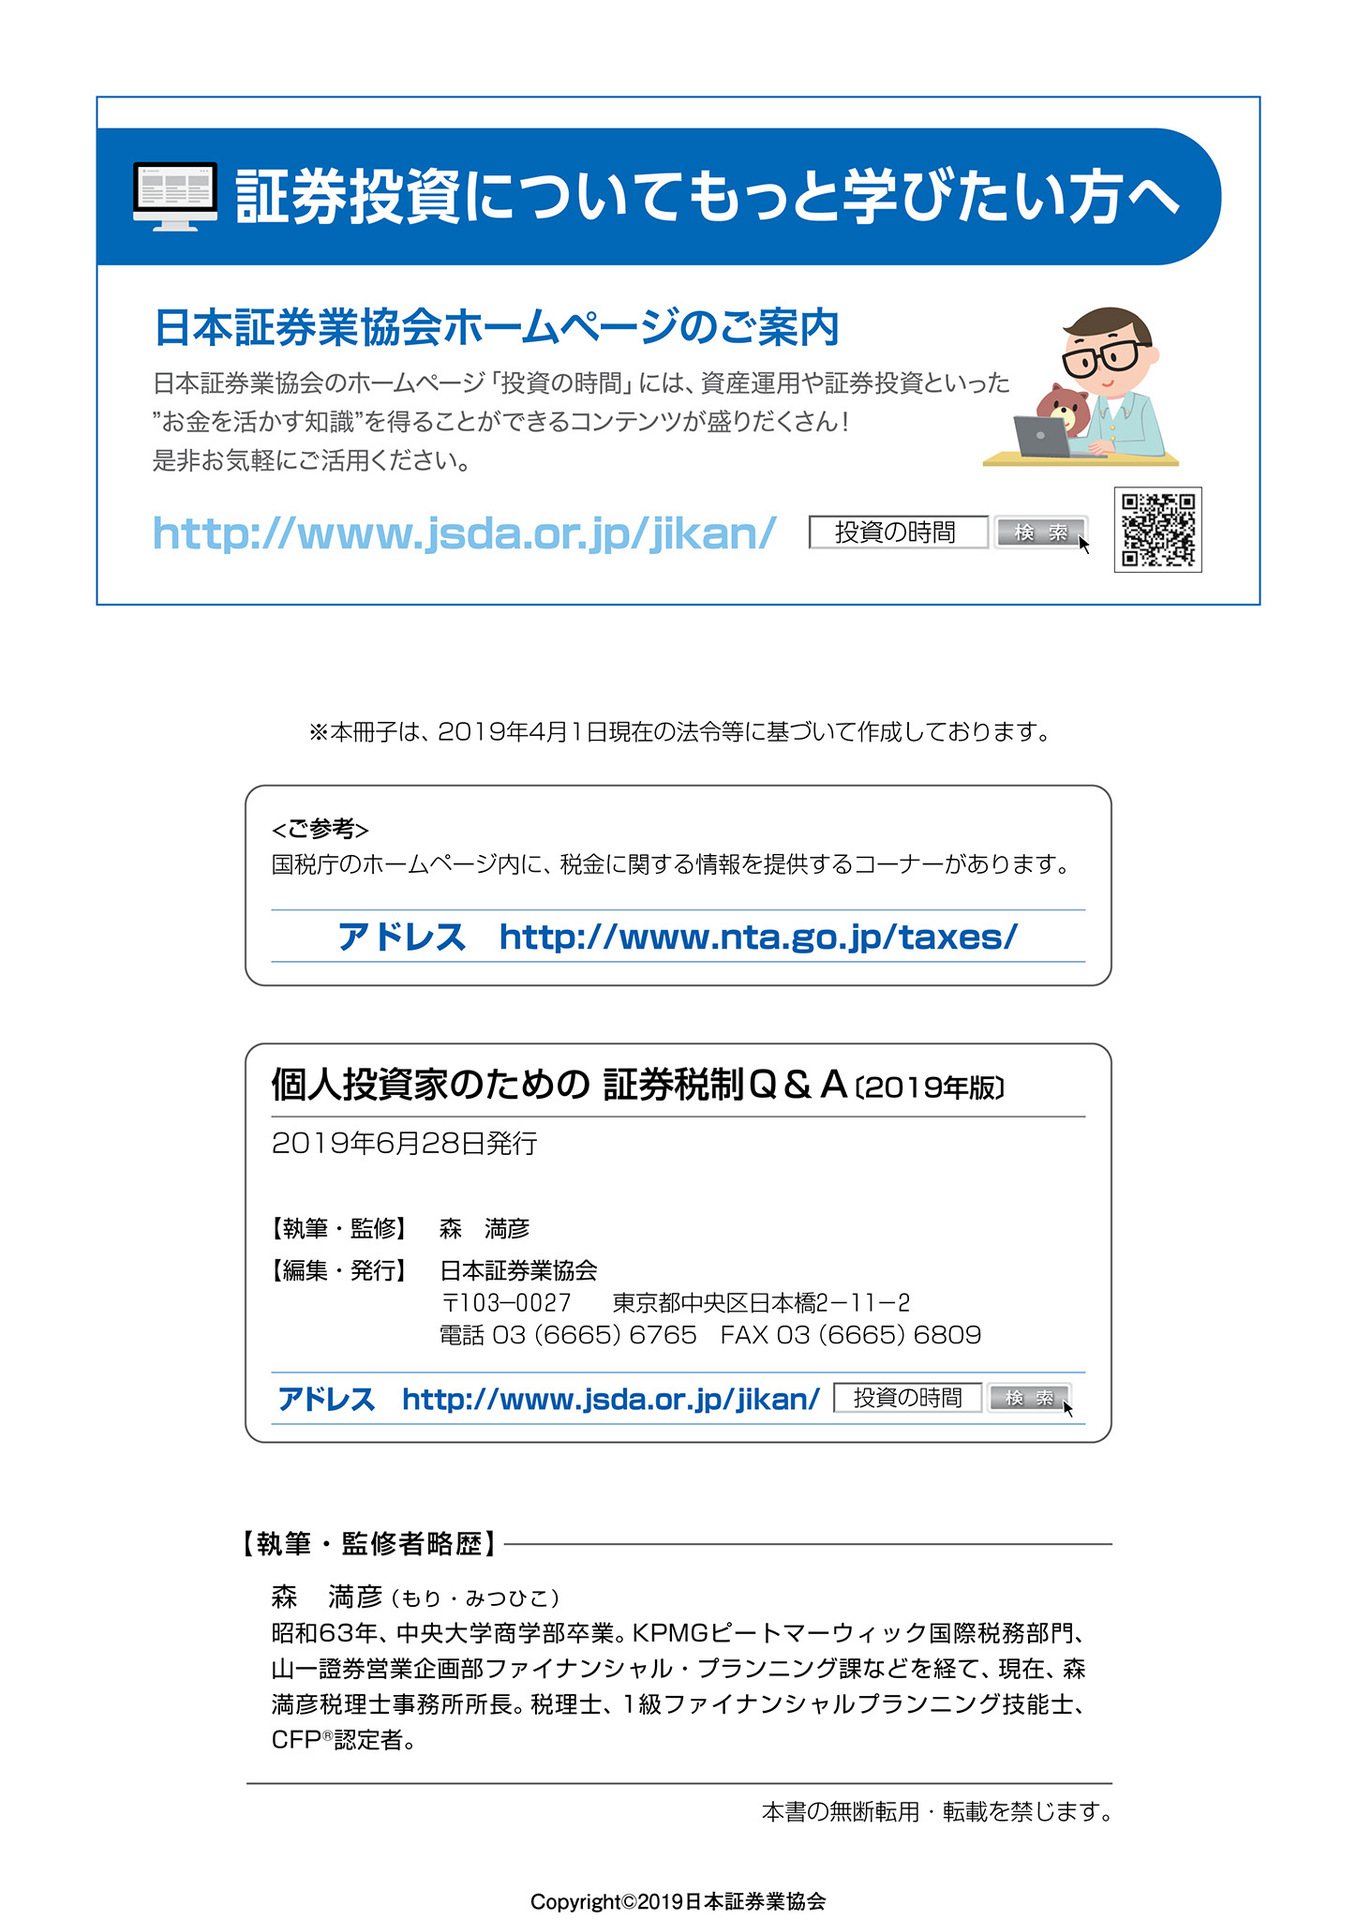 証券投資についてもっと学びたい方へ
日本証券業協会ホームページのご案内
日本証券業協会のホームページ「投資の時間」には、資産運用や証券投資といった
”お金を活かす知識”を得ることができるコンテンツが盛りだくさん！
是非お気軽にご活用ください。
http://www.jsda.or.jp/jikan/ 投資の時間 検 索
※本冊子は、2019年4月1日現在の法令等に基づいて作成しております。
<ご参考>
国税庁のホームページ内に、税金に関する情報を提供するコーナーがあります。
アドレス　http://www.nta.go.jp/taxes/
個人投資家のための 証券税制Q＆A〔2019年版〕
2019年6月28日発行
【執筆・監修】　森　満彦
【編集・発行】　日本証券業協会
〒103−0027　東京都中央区日本橋2−11−2
電話 03（6665）6765　FAX 03（6665）6809
アドレス　http://www.jsda.or.jp/jikan/ 投資の時間 検 索
【執筆・監修者略歴】
森　満彦（もり・みつひこ）
昭和63年、中央大学商学部卒業。KPMGピートマーウィック国際税務部門、
山一證券営業企画部ファイナンシャル・プランニング課などを経て、現在、森
満彦税理士事務所所長。税理士、1級ファイナンシャルプランニング技能士、
CFP®認定者。
本書の無断転用・転載を禁じます。
Copyright©2019日本証券業協会